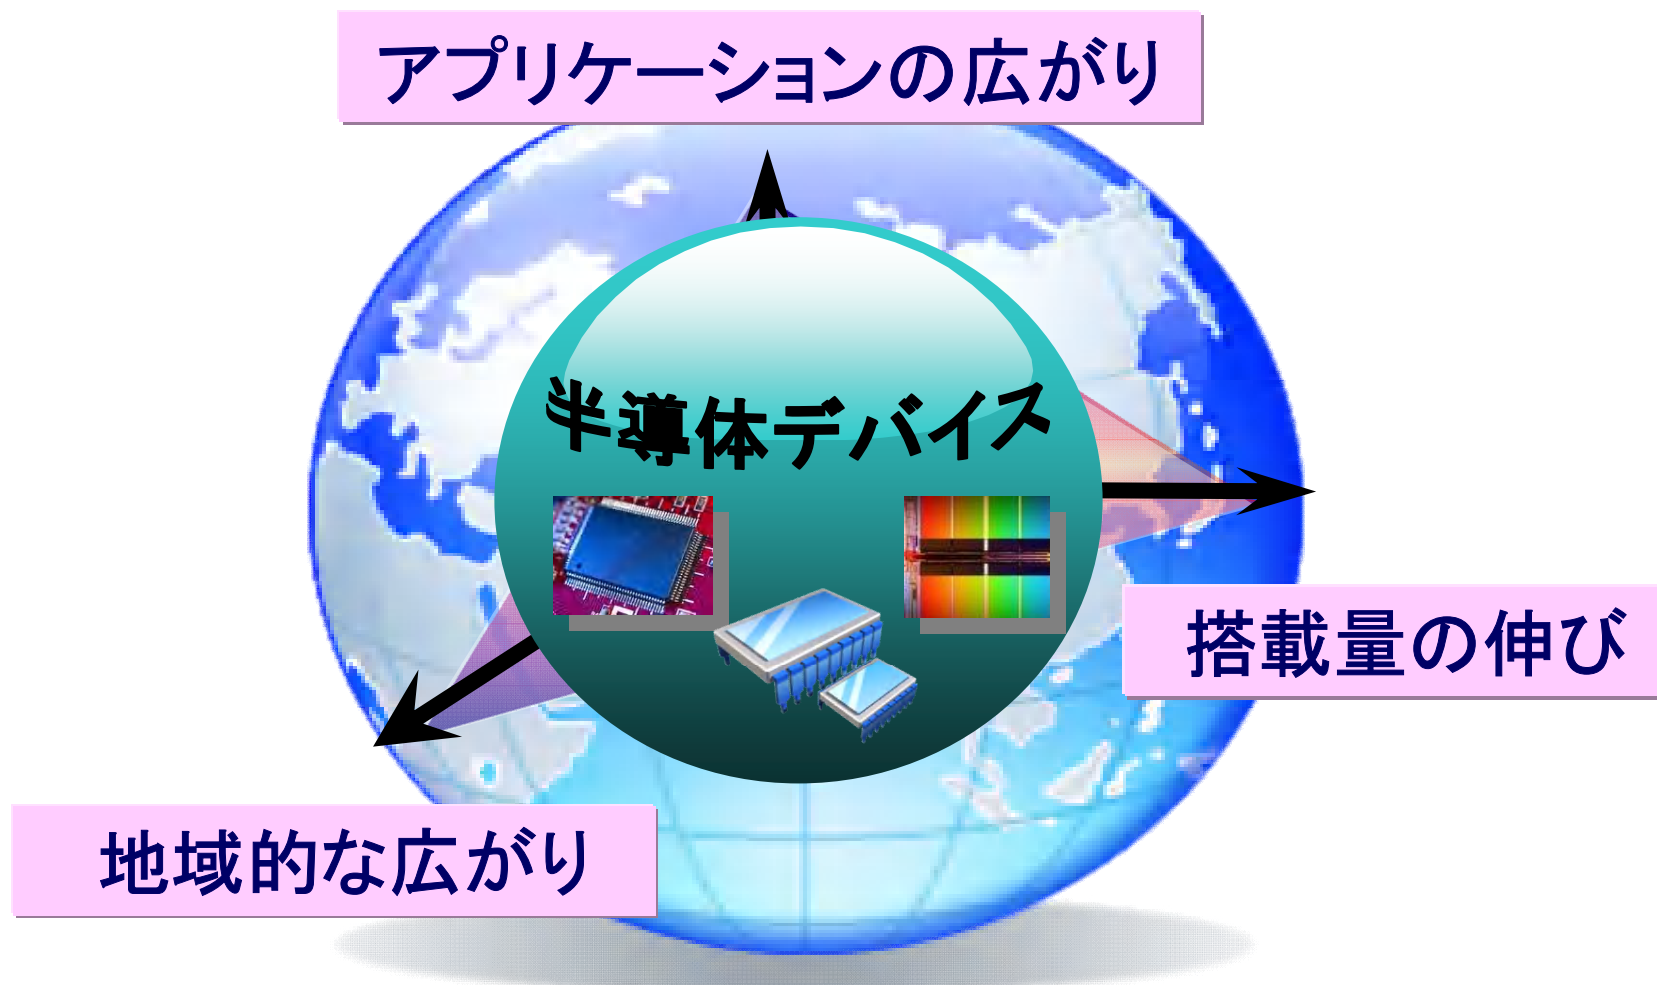 アプリケーションの広がり
半導体デバイス
搭載量の伸び
地域的な広がり